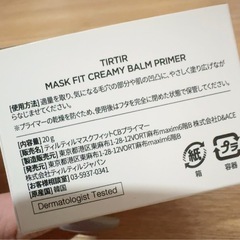 TIRTIR
MASK FIT CREAMY BALM PRIMER
[使用方法] 適量を取り、気になる毛穴の部分や肌の凹凸に、やさしく塗り広げなが
らなじませてください。
※プライマーの乾燥を防ぐため、使用後はフタを完全に閉めた状態で保管してください。
[容量] 20g
[販売名] ティルティルマスクフィットCBプライマー
[製造販売元] 東京都港区東麻布1-28-12VORT麻布maxim6階B 株式会社D&ACE
[発売元] 東京都港区東麻布1-28-12VORT麻布maxim6階B
株式会社ティルティルジャパン
03-5937-0341
[原産国] 韓国
Dermatologist Tested
紙
箱
プラ
容器